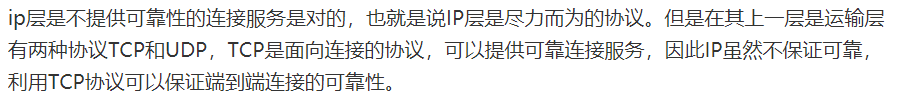 ip层是不提供可靠性的连接服务是对的，也就是说IP层是尽力而为的协议。但是在其上一层是运输层
有两种协议TCP和UDP，TCP是面向连接的协议，可以提供可靠连接服务，因此IP虽然不保证可靠，
利用TCP协议可以保证端到端连接的可靠性。